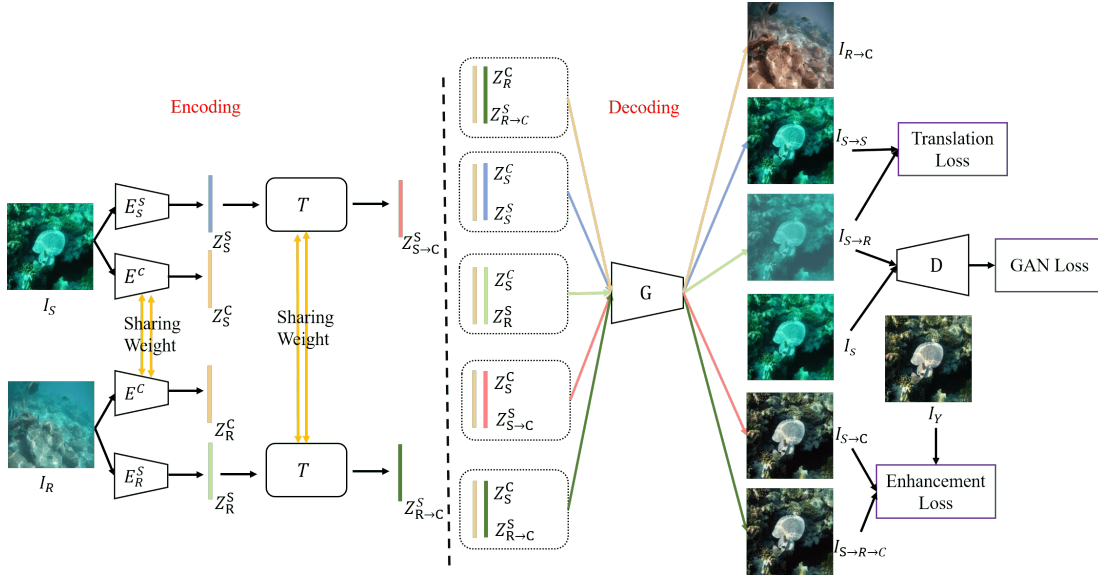 Encoding
Decoding
I_S
E_S^S
Z_S^S
T
Z_{S→C}^S
E^C
Z_S^C
Sharing
Weight
Sharing
Weight
I_R
E^C
Z_R^C
E_R^S
Z_R^S
T
Z_{R→C}^S
Z_R^C
Z_{R→C}^S
Z_S^C
Z_S^S
Z_S^C
Z_R^S
Z_S^C
Z_{S→C}^S
Z_S^C
Z_{R→C}^S
G
I_{R→C}
I_{S→S}
Translation
Loss
I_{S→R}
D
GAN Loss
I_S
I_Y
I_{S→C}
Enhancement
Loss
I_{S→R→C}